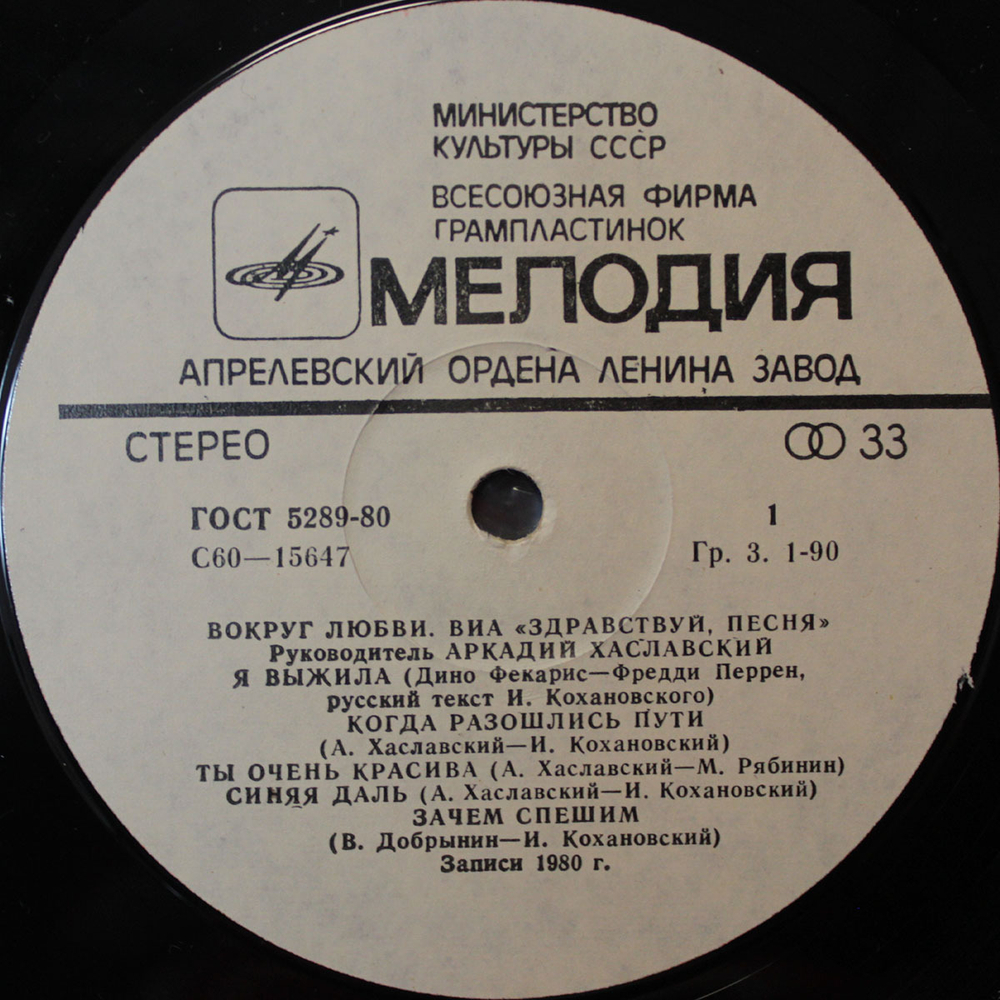 МИНИСТЕРСТВО
КУЛЬТУРЫ СССР
ВСЕСОЮЗНАЯ ФИРМА
ГРАМПЛАСТИНОК
МЕЛОДИЯ
АПРЕЛЕВСКИЙ ОРДЕНА ЛЕНИНА ЗАВОД
СТЕРЕО 33
ГОСТ 5289-80 1
С60—15647 Гр. 3. 1-90
ВОКРУГ ЛЮБВИ. ВИА «ЗДРАВСТВУЙ, ПЕСНЯ»
Руководитель АРКАДИЙ ХАСЛАВСКИЙ
Я ВЫЖИЛА (Дино Фекарис—Фредди Перрен,
русский текст И. Кохановского)
КОГДА РАЗОШЛИСЬ ПУТИ
(А. Хаславский—И. Кохановский)
ТЫ ОЧЕНЬ КРАСИВА (А. Хаславский—М. Рябинин)
СИНЯЯ ДАЛЬ (А. Хаславский—И. Кохановский)
ЗАЧЕМ СПЕШИМ
(В. Добрынин—И. Кохановский)
Записи 1980 г.